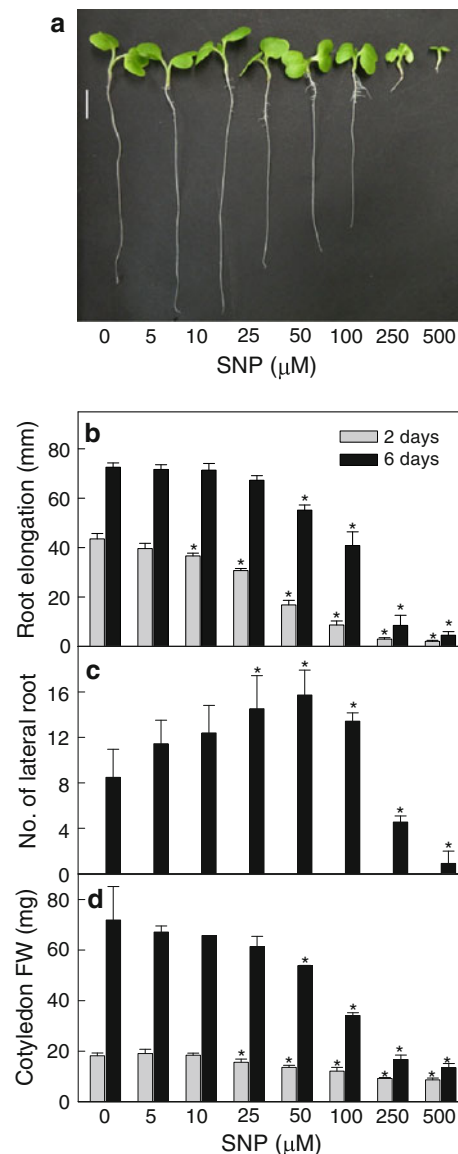 a
0 5 10 25 50 100 250 500
SNP (μM)
b
2 days
6 days
Root elongation (mm)
80
60
40
20
0
* * * * * * * * * *
c
No. of lateral root
16
12
8
4
0
* * * * *
d
Cotyledon FW (mg)
80
60
40
20
0
* * * * * * * * *
0 5 10 25 50 100 250 500
SNP (μM)